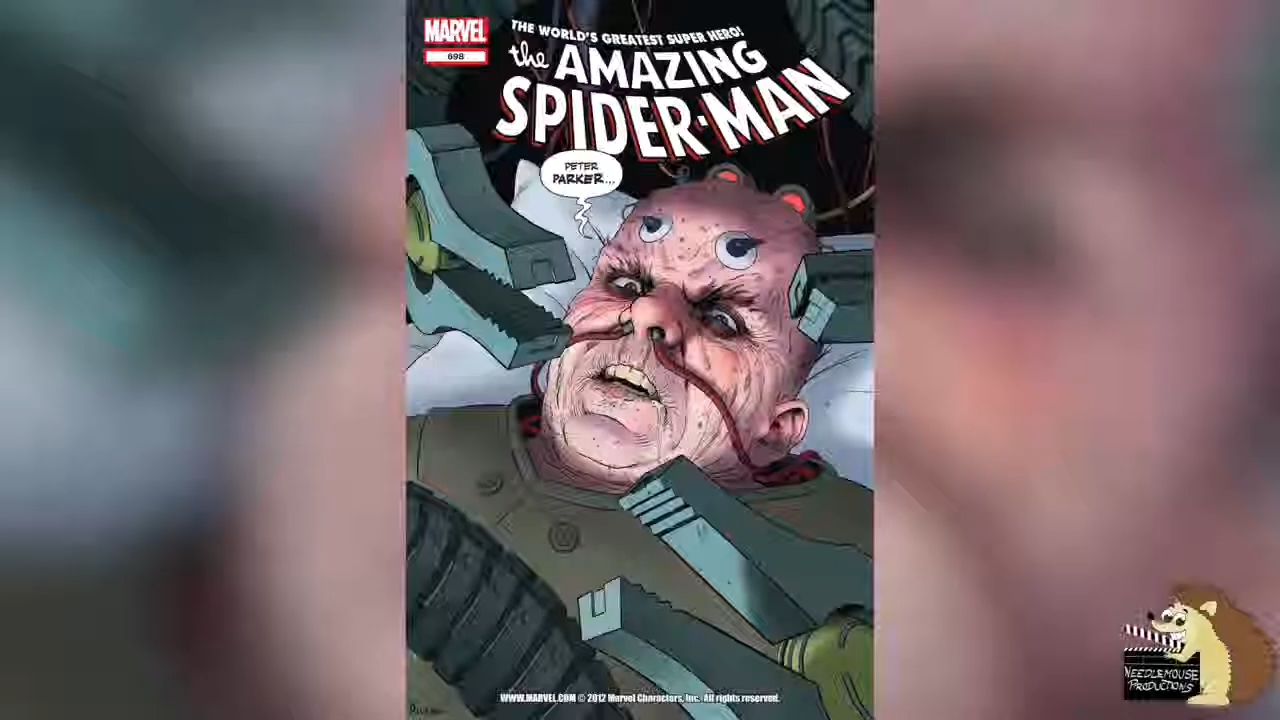 MARVEL
698
THE WORLD'S GREATEST SUPER HERO!
the AMAZING
SPIDER-MAN
PETER
PARKER...
WWW.MARVEL.COM © 2012 Marvel Characters, Inc. All rights reserved.
NEEDLEMOUSE
PRODUCTIONS